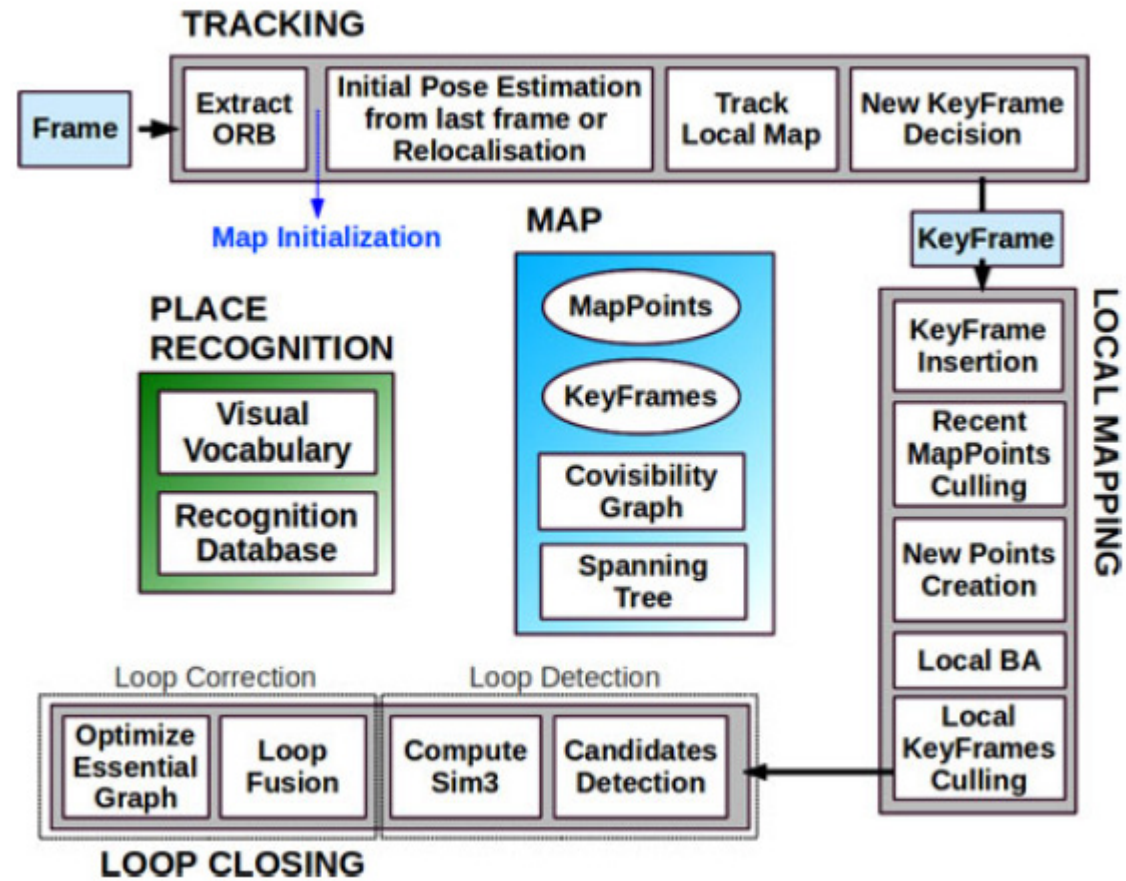 TRACKING
Frame
Extract
ORB
Initial Pose Estimation
from last frame or
Relocalisation
Track
Local Map
New KeyFrame
Decision
Map Initialization
MAP
KeyFrame
MapPoints
KeyFrames
Covisibility
Graph
Spanning
Tree
PLACE
RECOGNITION
Visual
Vocabulary
Recognition
Database
LOCAL MAPPING
KeyFrame
Insertion
Recent
MapPoints
Culling
New Points
Creation
Local BA
Local
KeyFrames
Culling
Loop Correction
Loop Detection
Optimize
Essential
Graph
Loop
Fusion
Compute
Sim3
Candidates
Detection
LOOP CLOSING